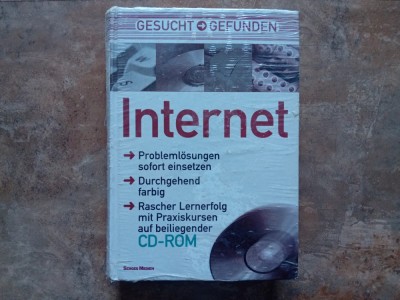 GESUCHT → GEFUNDEN
Internet
→ Problemlösungen
sofort einsetzen
→ Durchgehend
farbig
→ Rascher Lernerfolg
mit Praxiskursen
auf beiliegender
CD-ROM